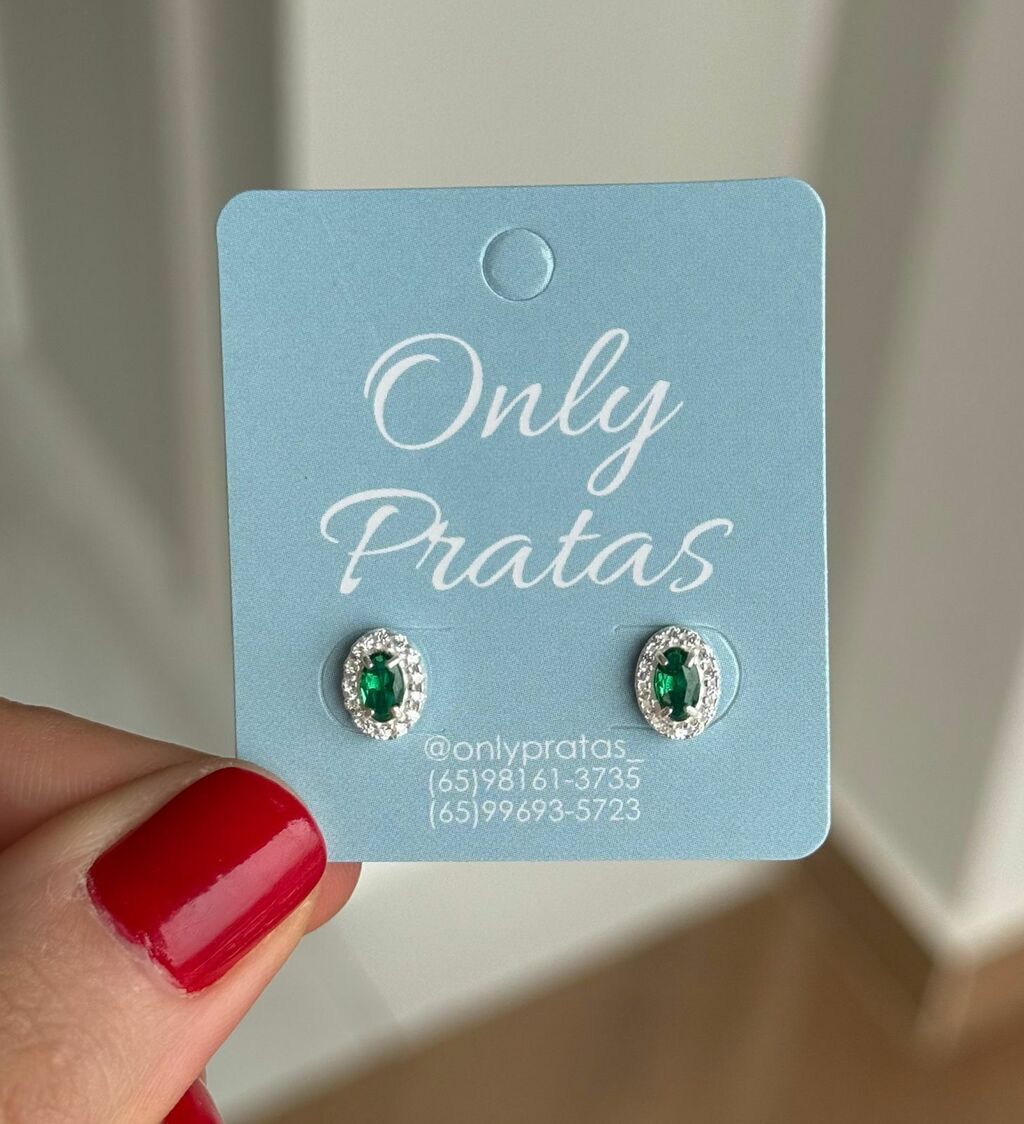 Only
Pratas
@onlypratas_
(65)98161-3735
(65)99693-5723